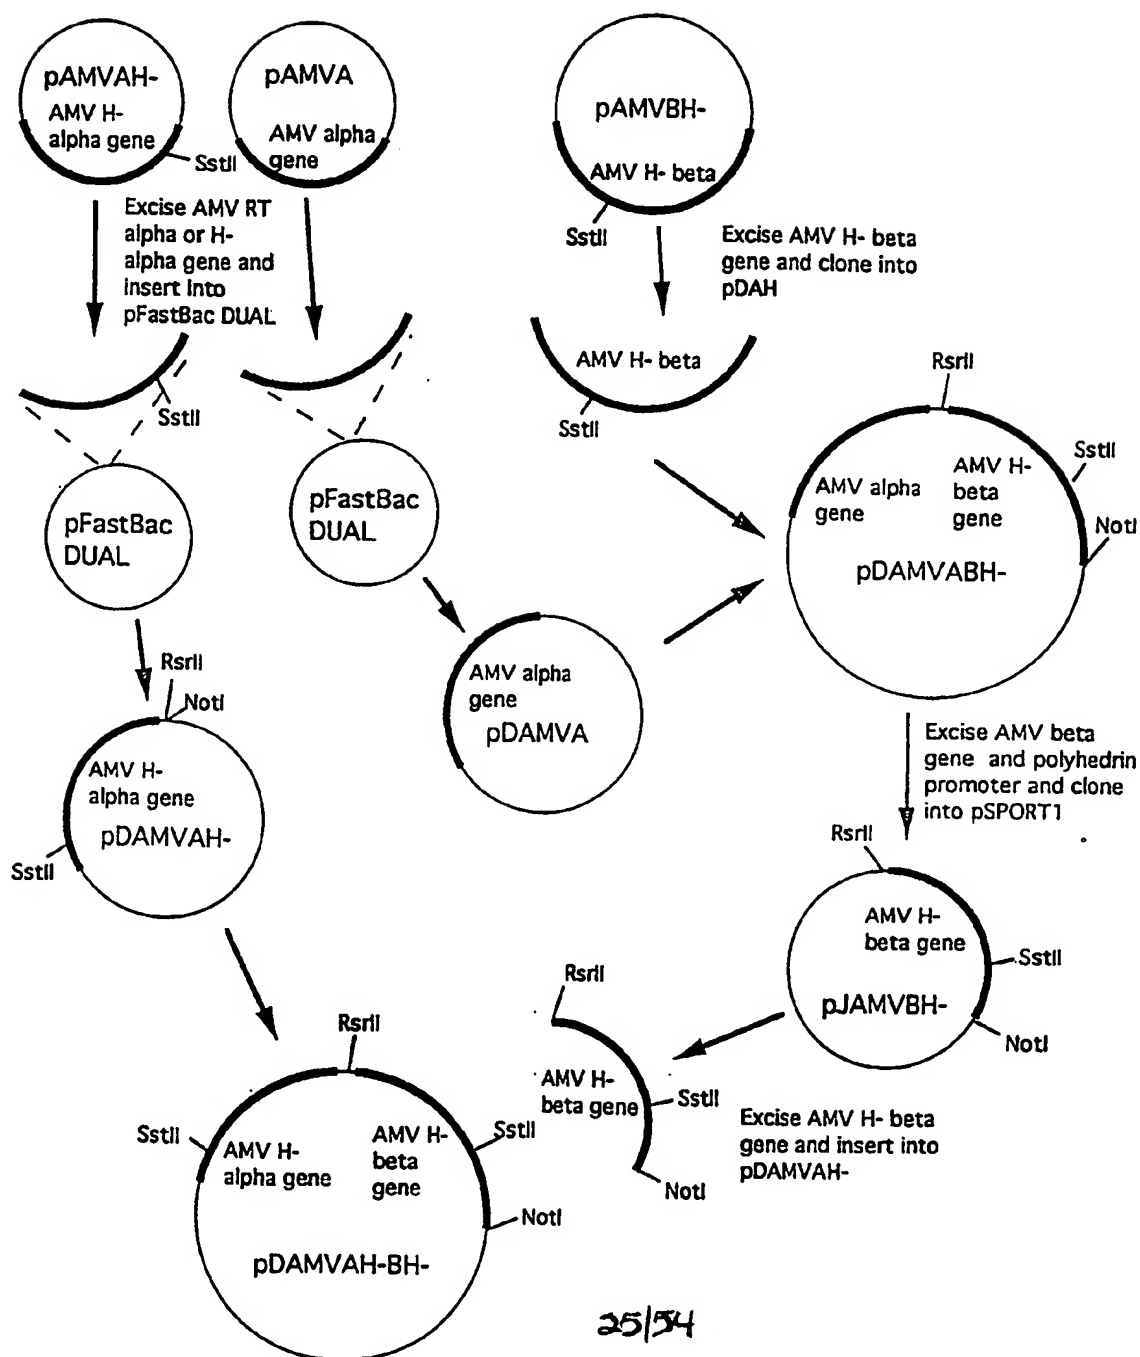 pAMVAH-
AMV H-
alpha gene
SstII
pAMVA
AMV alpha
gene
pAMVBH-
AMV H- beta
SstII
Excise AMV RT
alpha or H-
alpha gene and
insert into
pFastBac DUAL
Excise AMV H- beta
gene and clone into
pDAH
SstII
AMV H- beta
SstII
pFastBac
DUAL
pFastBac
DUAL
RsrII
AMV alpha
gene
AMV H-
beta
gene
SstII
NotI
pDAMVABH-
RsrII
NotI
AMV H-
alpha gene
pDAMVAH-
SstII
AMV alpha
gene
pDAMVA
Excise AMV beta
gene and polyhedrin
promoter and clone
into pSPORT1
RsrII
AMV H-
beta gene
SstII
pJAMVBH-
NotI
RsrII
AMV H-
beta gene
SstII
NotI
Excise AMV H- beta
gene and insert into
pDAMVAH-
RsrII
SstII
AMV H-
alpha gene
AMV H-
beta
gene
SstII
NotI
pDAMVAH-BH-
25/54